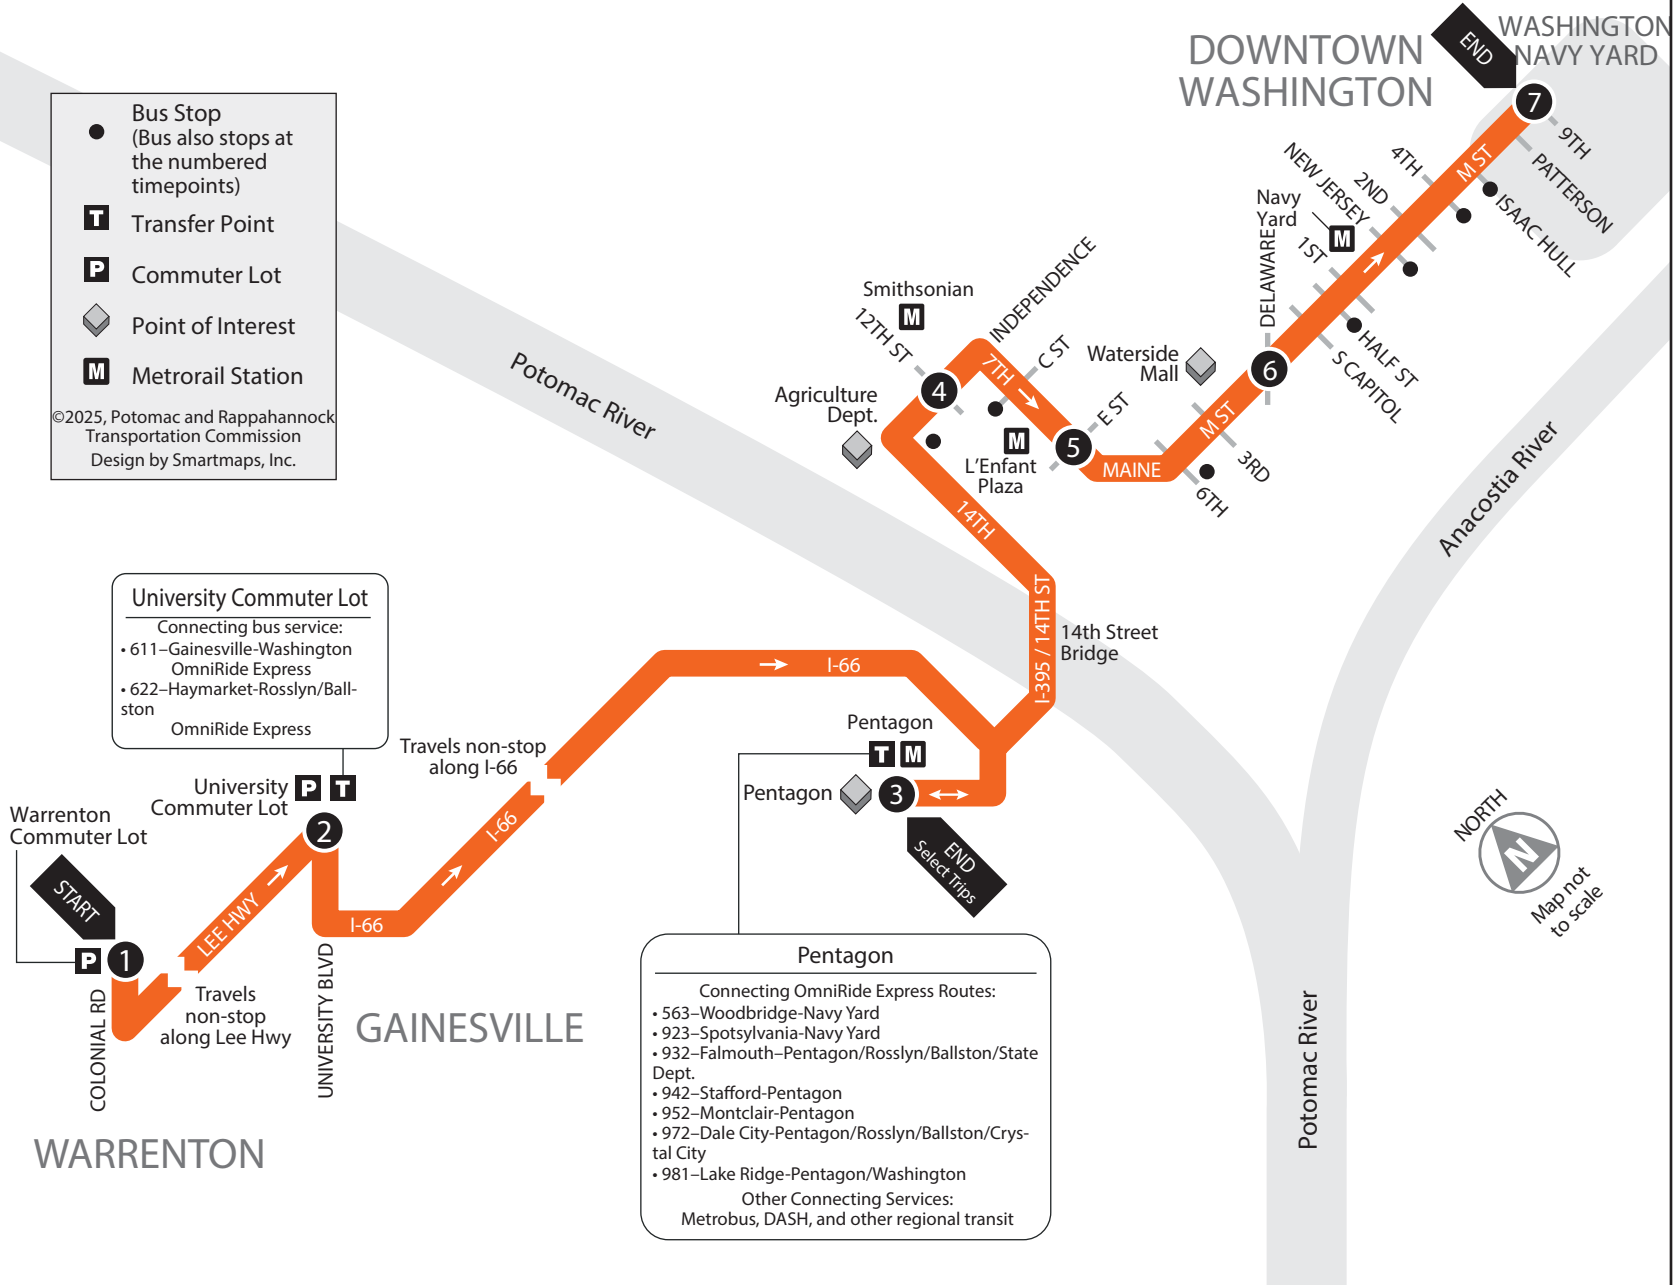 DOWNTOWN
WASHINGTON
END
WASHINGTON
NAVY YARD
7
9TH
PATTERSON
ISAAC HULL
M ST
4TH
2ND
NEW JERSEY
Navy
Yard
M
1ST
DELAWARE
HALF ST
S CAPITOL
6
M ST
3RD
6TH
Waterside
Mall
MAINE
5
E ST
C ST
7TH
INDEPENDENCE
Smithsonian
M
12TH ST
4
Agriculture
Dept.
M
L'Enfant
Plaza
14TH
I-395 / 14TH ST
14th Street
Bridge
Potomac River
Anacostia River
Potomac River
Bus Stop
(Bus also stops at
the numbered
timepoints)
T Transfer Point
P Commuter Lot
Point of Interest
M Metrorail Station
©2025, Potomac and Rappahannock
Transportation Commission
Design by Smartmaps, Inc.
University Commuter Lot
Connecting bus service:
• 611–Gainesville-Washington
OmniRide Express
• 622–Haymarket-Rosslyn/Ball-
ston
OmniRide Express
University
Commuter Lot
P T
2
Travels non-stop
along I-66
I-66
I-66
I-66
Warrenton
Commuter Lot
START
P
1
LEE HWY
Travels
non-stop
along Lee Hwy
COLONIAL RD
UNIVERSITY BLVD
GAINESVILLE
WARRENTON
Pentagon
T M
Pentagon
3
END
Select Trips
Pentagon
Connecting OmniRide Express Routes:
• 563–Woodbridge-Navy Yard
• 923–Spotsylvania-Navy Yard
• 932–Falmouth–Pentagon/Rosslyn/Ballston/State
Dept.
• 942–Stafford-Pentagon
• 952–Montclair-Pentagon
• 972–Dale City-Pentagon/Rosslyn/Ballston/Crys-
tal City
• 981–Lake Ridge-Pentagon/Washington
Other Connecting Services:
Metrobus, DASH, and other regional transit
NORTH
N
Map not
to scale